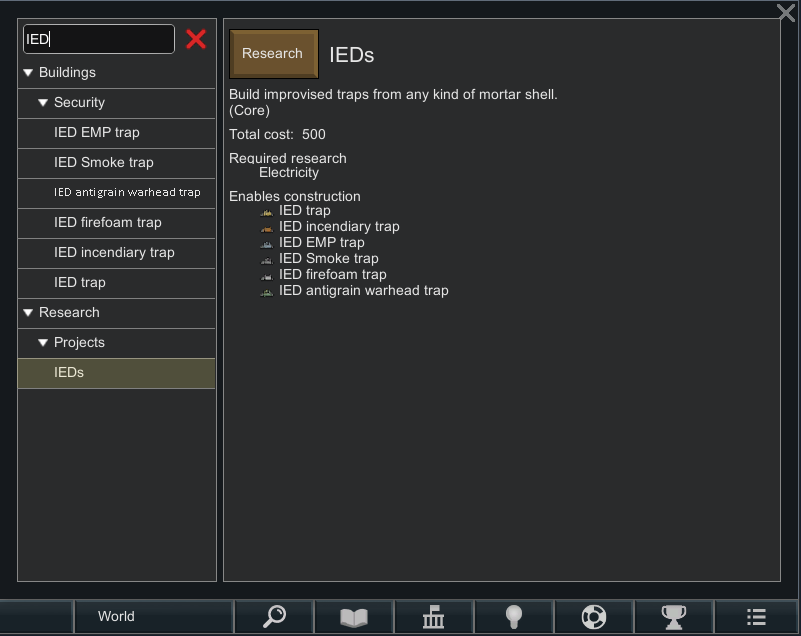 IED
Buildings
Security
IED EMP trap
IED Smoke trap
IED antigrain warhead trap
IED firefoam trap
IED incendiary trap
IED trap
Research
Projects
IEDs
Research
IEDs
Build improvised traps from any kind of mortar shell.
(Core)
Total cost: 500
Required research
Electricity
Enables construction
IED trap
IED incendiary trap
IED EMP trap
IED Smoke trap
IED firefoam trap
IED antigrain warhead trap
World